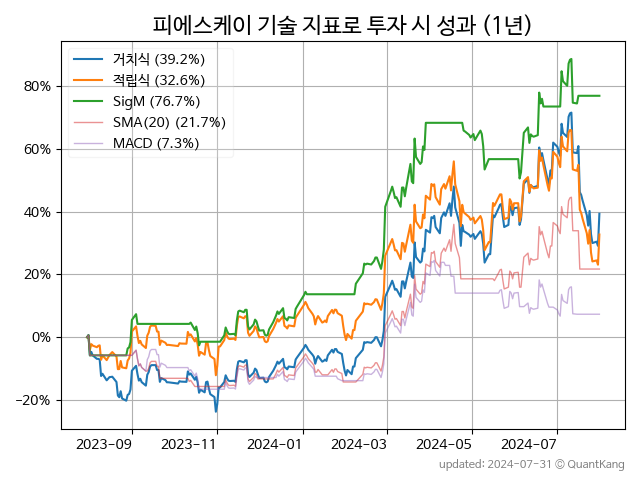 피에스케이 기술 지표로 투자 시 성과 (1년)
거치식 (39.2%)
적립식 (32.6%)
SigM (76.7%)
SMA(20) (21.7%)
MACD (7.3%)
80%
60%
40%
20%
0%
−20%
2023-09 2023-11 2024-01 2024-03 2024-05 2024-07
updated: 2024-07-31 © QuantKang